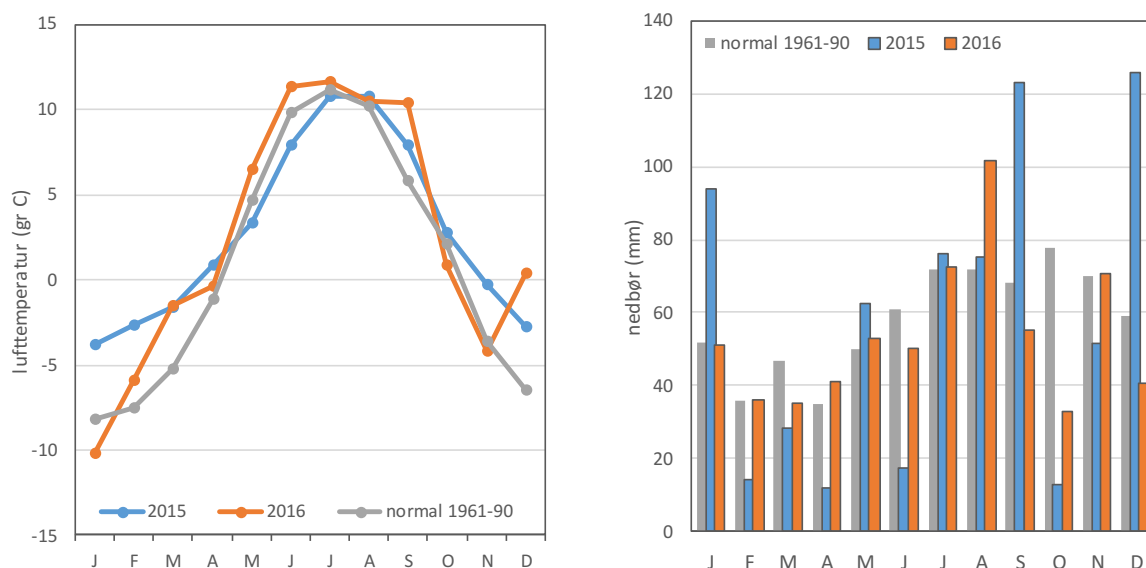 15
10
5
0
-5
-10
-15
lufttemperatur (gr C)
2015 2016 normal 1961-90
J F M A M J J A S O N D
140
120
100
80
60
40
20
0
nedbør (mm)
normal 1961-90 2015 2016
J F M A M J J A S O N D